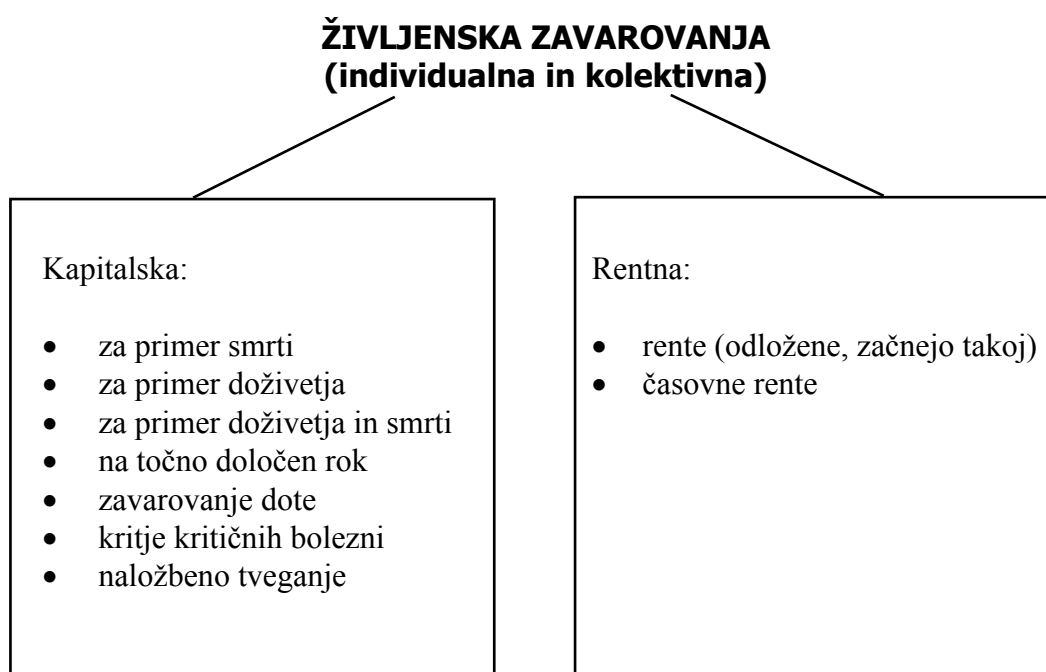 ŽIVLJENSKA ZAVAROVANJA
(individualna in kolektivna)
Kapitalska:
• za primer smrti
• za primer doživetja
• za primer doživetja in smrti
• na točno določen rok
• zavarovanje dote
• kritje kritičnih bolezni
• naložbeno tveganje
Rentna:
• rente (odložene, začnejo takoj)
• časovne rente